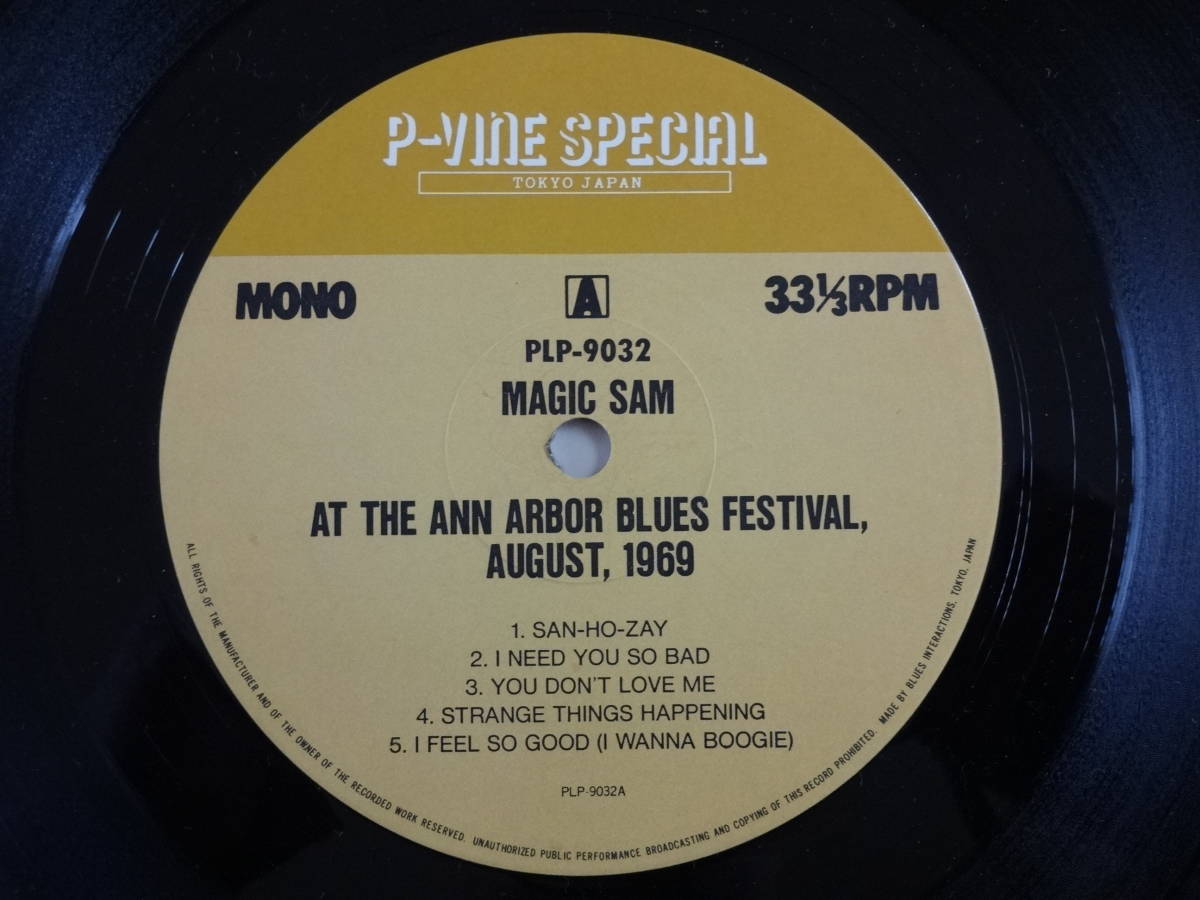 P-VINE SPECIAL
TOKYO JAPAN
MONO A 33⅓RPM
PLP-9032
MAGIC SAM
AT THE ANN ARBOR BLUES FESTIVAL,
AUGUST, 1969
1. SAN-HO-ZAY
2. I NEED YOU SO BAD
3. YOU DON'T LOVE ME
4. STRANGE THINGS HAPPENING
5. I FEEL SO GOOD (I WANNA BOOGIE)
PLP-9032A
ALL RIGHTS OF THE MANUFACTURER AND OF THE OWNER OF THE RECORDED WORK RESERVED. UNAUTHORIZED PUBLIC PERFORMANCE BROADCASTING AND COPYING OF THIS RECORD PROHIBITED. MADE BY BLUES INTERACTIONS. TOKYO. JAPAN